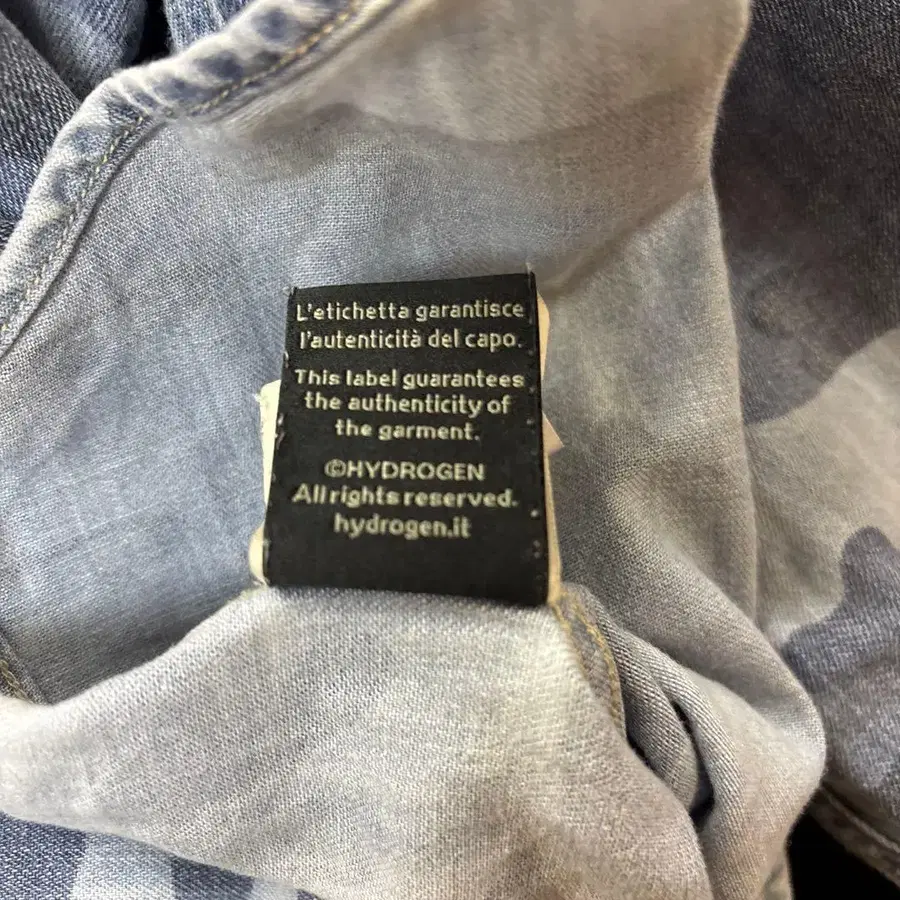 L'etichetta garantisce
l'autenticità del capo.
This label guarantees
the authenticity of
the garment.
©HYDROGEN
All rights reserved.
hydrogen.it